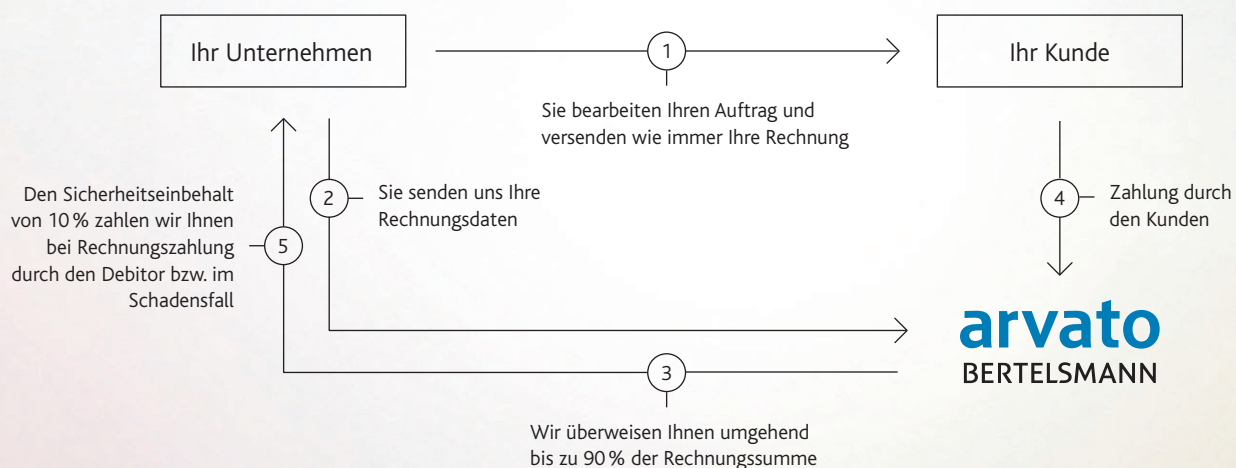 Ihr Unternehmen
1
Ihr Kunde
Sie bearbeiten Ihren Auftrag und
versenden wie immer Ihre Rechnung
Den Sicherheitseinbehalt
von 10 % zahlen wir Ihnen
bei Rechnungszahlung
durch den Debitor bzw. im
Schadensfall
5
2
Sie senden uns Ihre
Rechnungsdaten
4
Zahlung durch
den Kunden
arvato
BERTELSMANN
3
Wir überweisen Ihnen umgehend
bis zu 90 % der Rechnungssumme